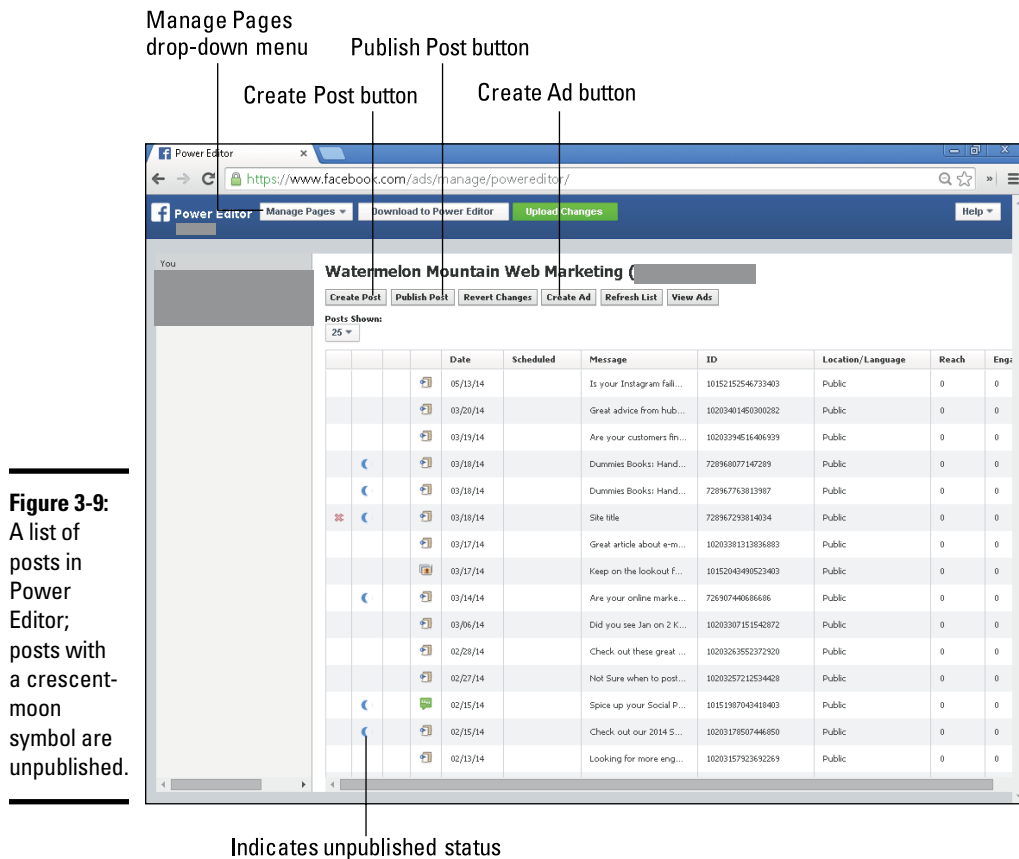 Manage Pages
drop-down menu
Publish Post button
Create Post button
Create Ad button
Power Editor
https://www.facebook.com/ads/manage/powereditor/
Power Editor
Manage Pages
Download to Power Editor
Upload Changes
Help
You
Watermelon Mountain Web Marketing (
Create Post Publish Post Revert Changes Create Ad Refresh List View Ads
Posts Shown:
25
Date Scheduled Message ID Location/Language Reach Enga
05/13/14 Is your Instagram faili... 10152152546733403 Public 0 0
03/20/14 Great advice from hub... 10203401450300282 Public 0 0
03/19/14 Are your customers fin... 10203394516406939 Public 0 0
03/18/14 Dummies Books: Hand... 728968077147289 Public 0 0
03/18/14 Dummies Books: Hand... 728967763813987 Public 0 0
03/18/14 Site title 728967293814034 Public 0 0
03/17/14 Great article about e-m... 10203381313836883 Public 0 0
03/17/14 Keep on the lookout f... 10152043490523403 Public 0 0
03/14/14 Are your online marke... 726907440686686 Public 0 0
03/06/14 Did you see Jan on 2 K... 10203307151542872 Public 0 0
02/28/14 Check out these great ... 10203263552372920 Public 0 0
02/27/14 Not Sure when to post... 10203257212534428 Public 0 0
02/15/14 Spice up your Social P... 10151987043418403 Public 0 0
02/15/14 Check out our 2014 S... 10203178507446850 Public 0 0
02/13/14 Looking for more eng... 10203157923692269 Public 0 0
Figure 3-9:
A list of
posts in
Power
Editor;
posts with
a crescent-
moon
symbol are
unpublished.
Indicates unpublished status